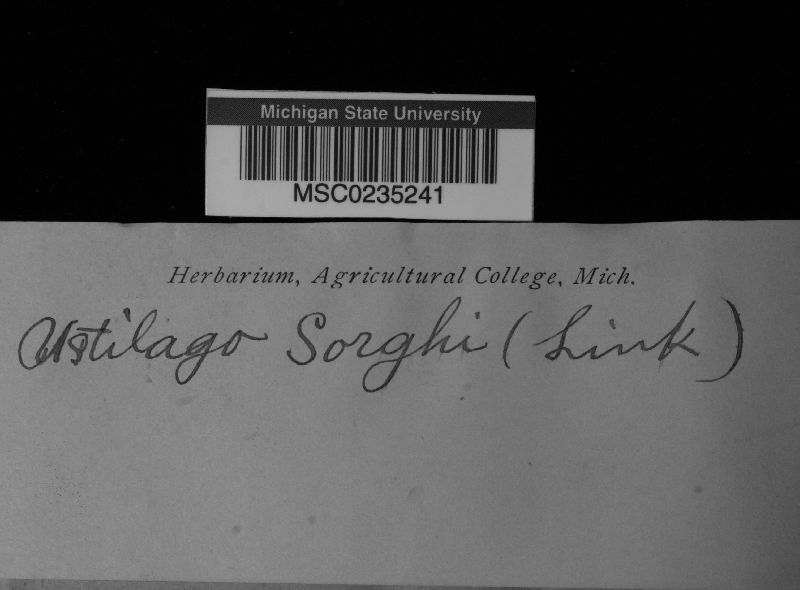 Michigan State University
MSC0235241
Herbarium, Agricultural College, Mich.
Ustilago Sorghi (Link)